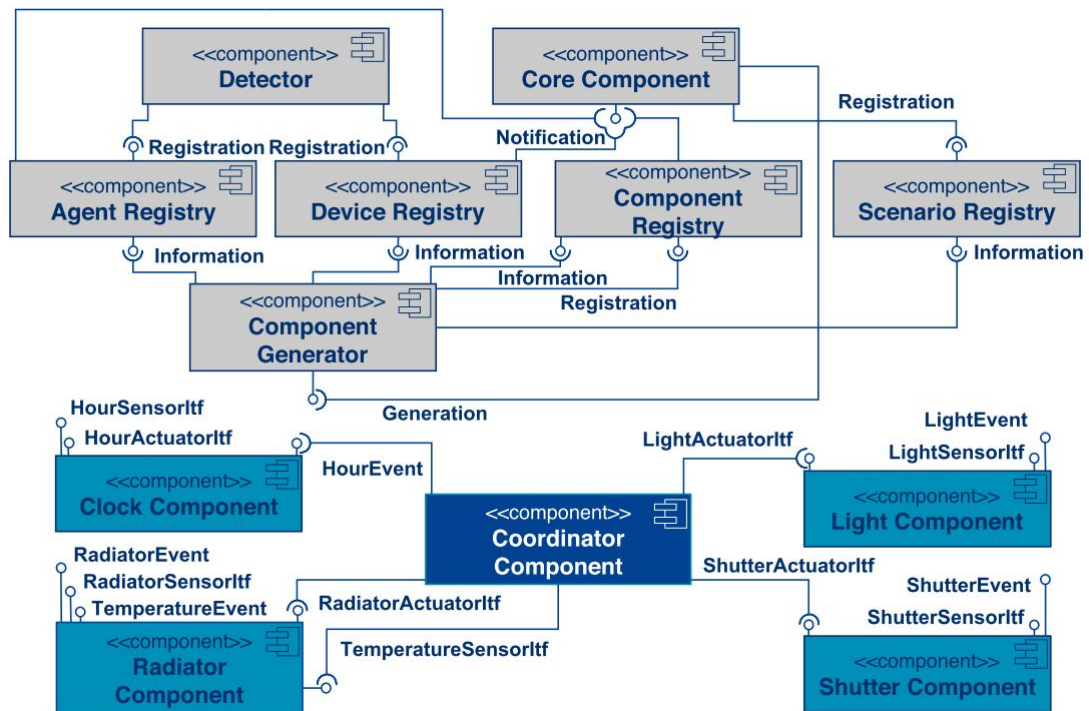 <<component>>
Detector
<<component>>
Core Component
Registration
Notification
Registration Registration
<<component>>
Agent Registry
<<component>>
Device Registry
<<component>>
Component
Registry
<<component>>
Scenario Registry
Information
Information
Information
Information
Registration
<<component>>
Component
Generator
Generation
HourSensorItf
HourActuatorItf
HourEvent
<<component>>
Clock Component
LightActuatorItf
LightEvent
LightSensorItf
<<component>>
Light Component
<<component>>
Coordinator
Component
RadiatorEvent
RadiatorSensorItf
TemperatureEvent
RadiatorActuatorItf
TemperatureSensorItf
<<component>>
Radiator
Component
ShutterActuatorItf
ShutterEvent
ShutterSensorItf
<<component>>
Shutter Component